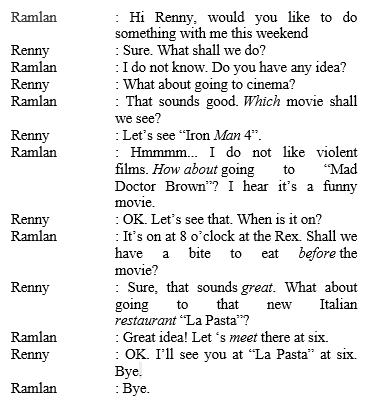 Ramlan : Hi Renny, would you like to do
something with me this weekend
Renny : Sure. What shall we do?
Ramlan : I do not know. Do you have any idea?
Renny : What about going to cinema?
Ramlan : That sounds good. Which movie shall
we see?
Renny : Let’s see “Iron Man 4”.
Ramlan : Hmmmm... I do not like violent
films. How about going to “Mad
Doctor Brown”? I hear it’s a funny
movie.
Renny : OK. Let’s see that. When is it on?
Ramlan : It’s on at 8 o’clock at the Rex. Shall we
have a bite to eat before the
movie?
Renny : Sure, that sounds great. What about
going to that new Italian
restaurant “La Pasta”?
Ramlan : Great idea! Let ‘s meet there at six.
Renny : OK. I’ll see you at “La Pasta” at six.
Bye.
Ramlan : Bye.